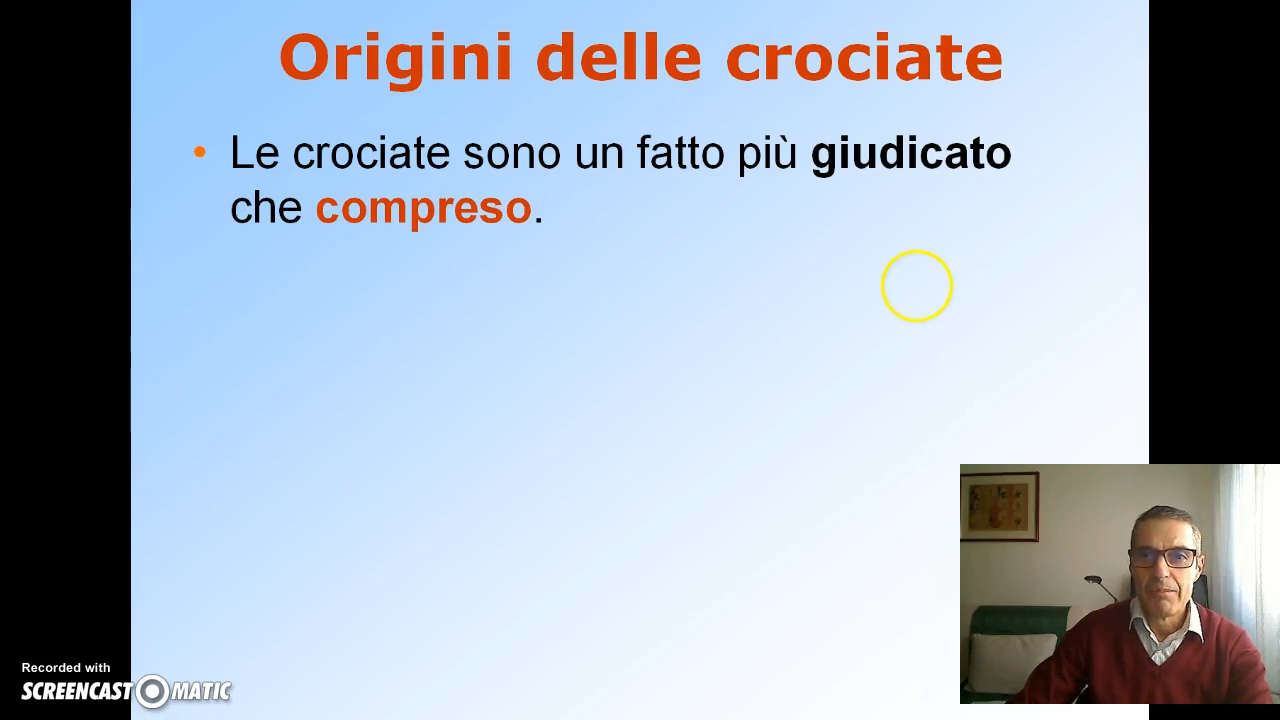 Origini delle crociate
• Le crociate sono un fatto più giudicato
che compreso.
Recorded with
SCREENCAST MATIC